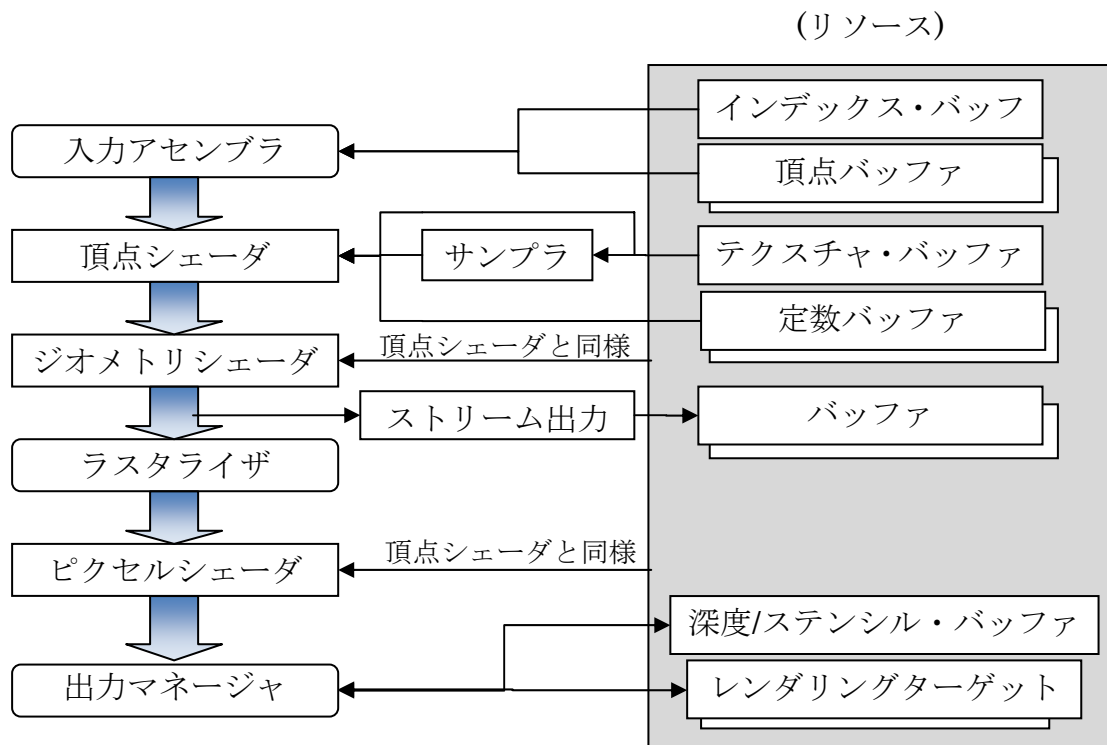 (リソース)
インデックス・バッフ
入力アセンブラ
頂点バッファ
頂点シェーダ
サンプラ
テクスチャ・バッファ
定数バッファ
ジオメトリシェーダ
頂点シェーダと同様
ストリーム出力
バッファ
ラスタライザ
頂点シェーダと同様
ピクセルシェーダ
深度/ステンシル・バッファ
出力マネージャ
レンダリングターゲット